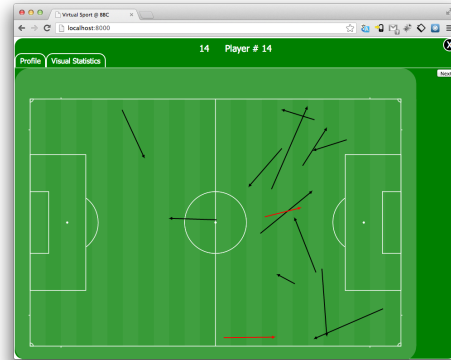 Virtual Sport @ BBC
localhost:8000
14 Player # 14
Profile
Visual Statistics
Next